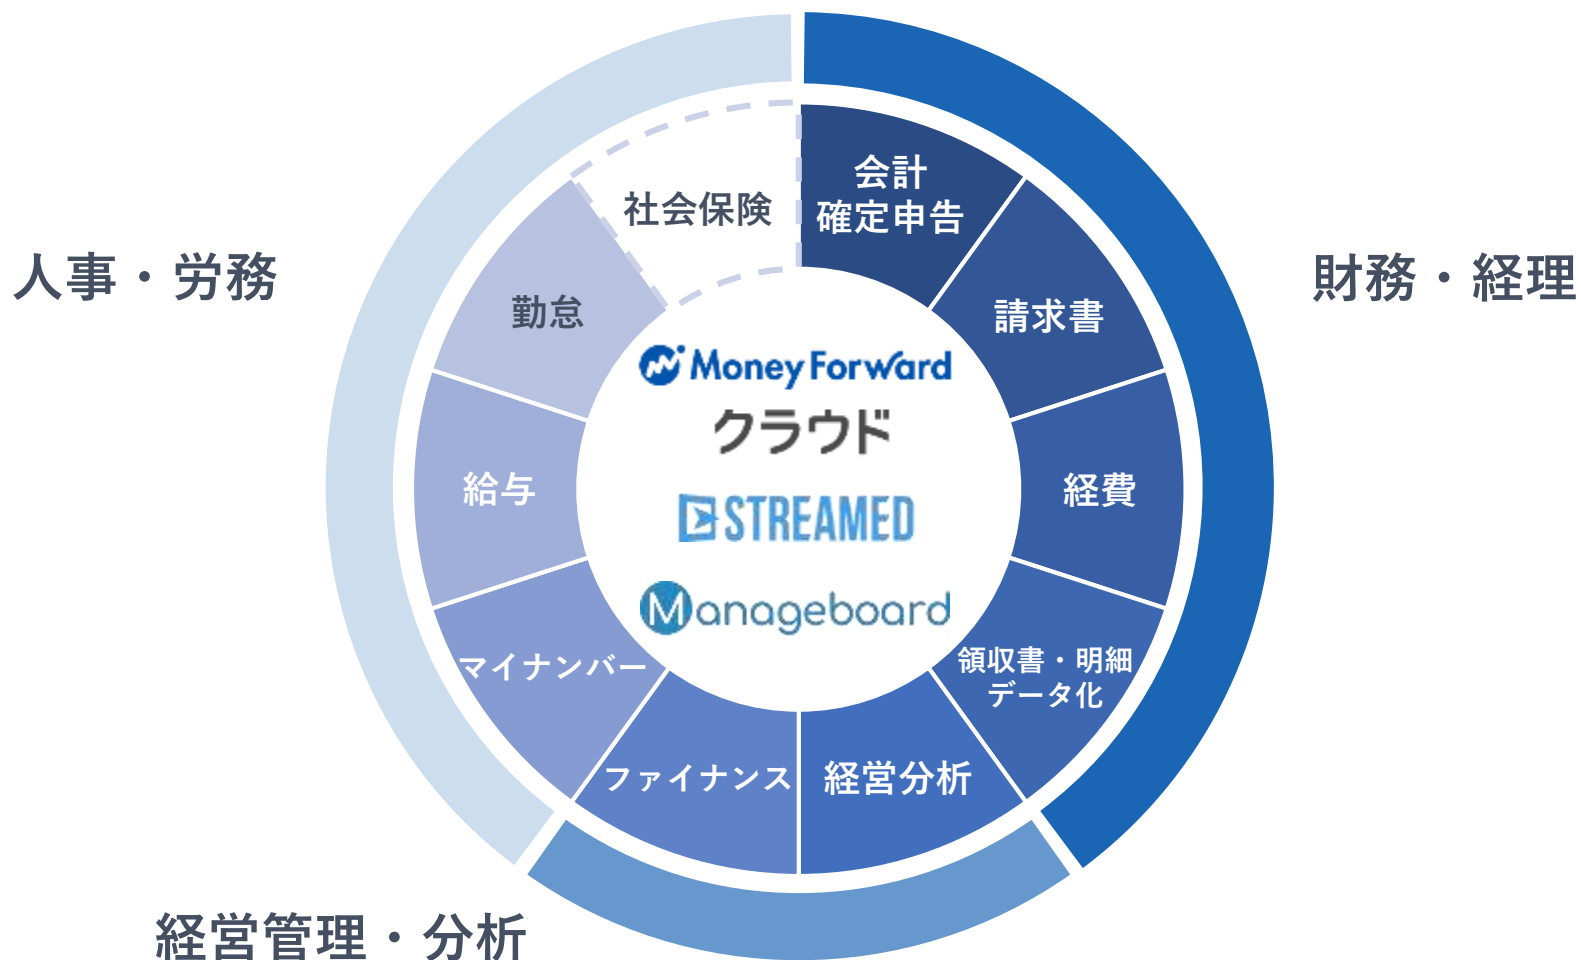 人事・労務
財務・経理
経営管理・分析
会計
確定申告
請求書
経費
領収書・明細
データ化
経営分析
ファイナンス
マイナンバー
給与
勤怠
社会保険
Money Forward
クラウド
STREAMED
Manageboard